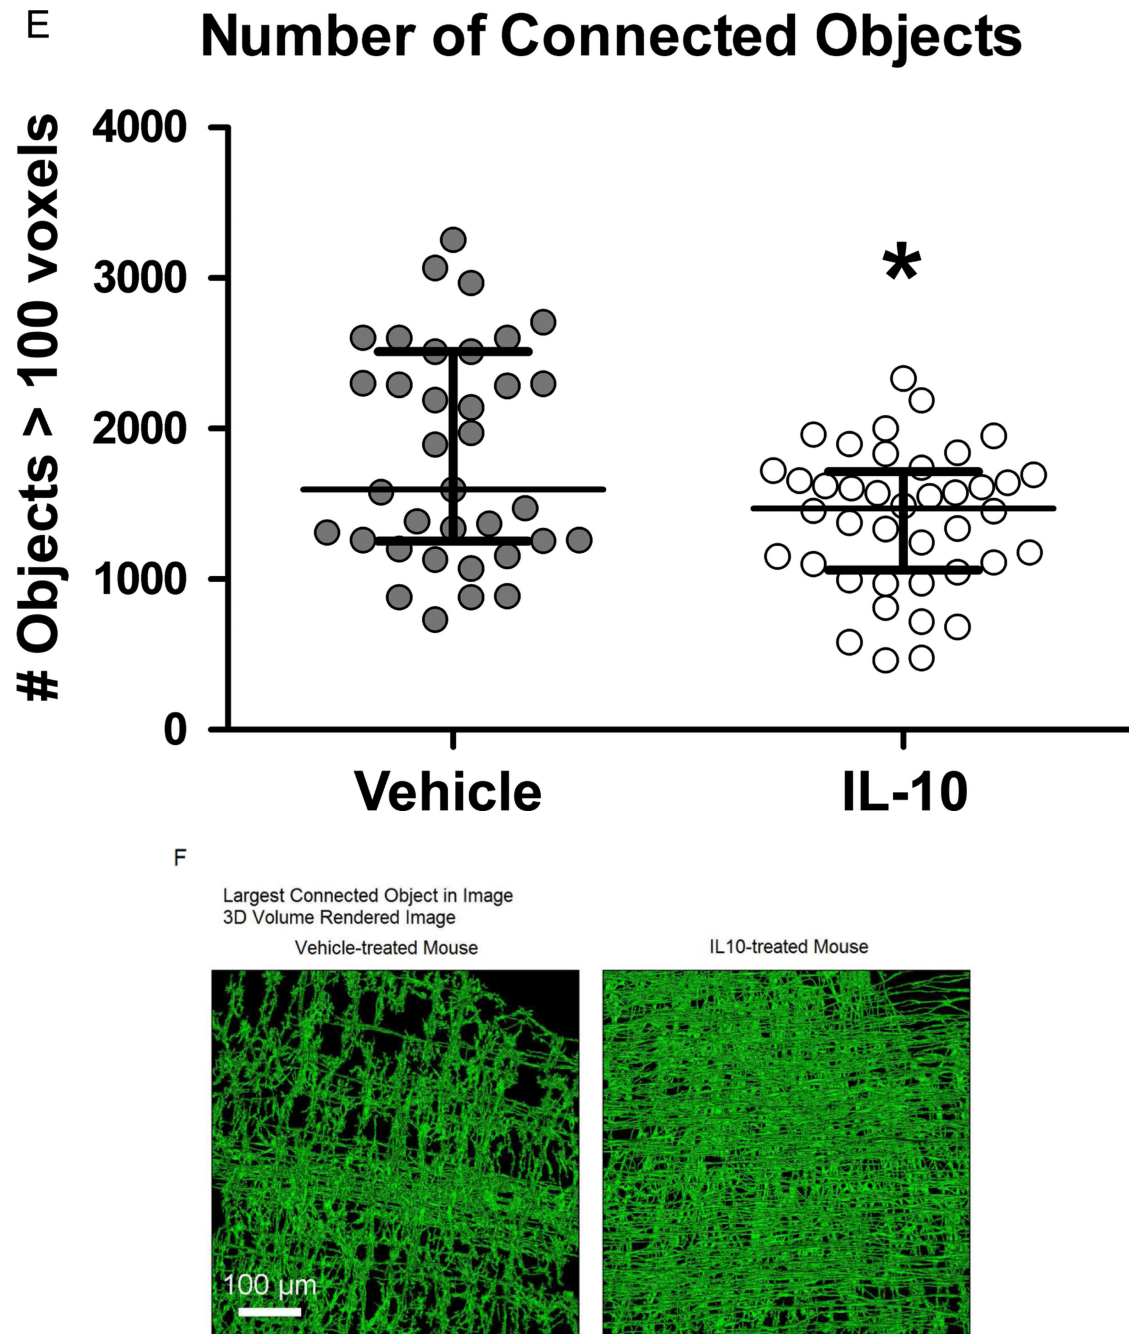 E
Number of Connected Objects
# Objects > 100 voxels
4000
3000
2000
1000
0
*
Vehicle
IL-10
F
Largest Connected Object in Image
3D Volume Rendered Image
Vehicle-treated Mouse
IL10-treated Mouse
100 μm